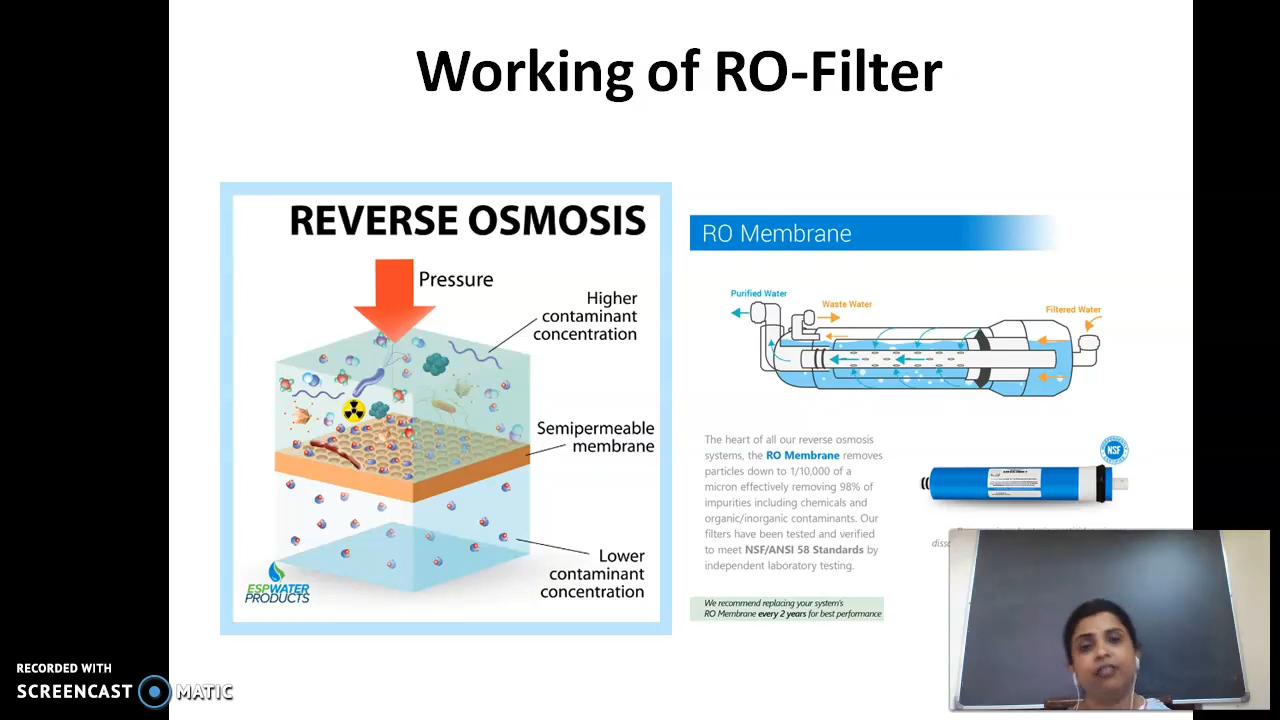 Working of RO-Filter
REVERSE OSMOSIS
Pressure
Higher
contaminant
concentration
Semipermeable
membrane
Lower
contaminant
concentration
ESPWATER
PRODUCTS
RO Membrane
Purified Water
Waste Water
Filtered Water
The heart of all our reverse osmosis
systems, the RO Membrane removes
particles down to 1/10,000 of a
micron effectively removing 98% of
impurities including chemicals and
organic/inorganic contaminants. Our
filters have been tested and verified
to meet NSF/ANSI 58 Standards by
independent laboratory testing.
NSF
We recommend replacing your system's
RO Membrane every 2 years for best performance
RECORDED WITH
SCREENCAST MATIC